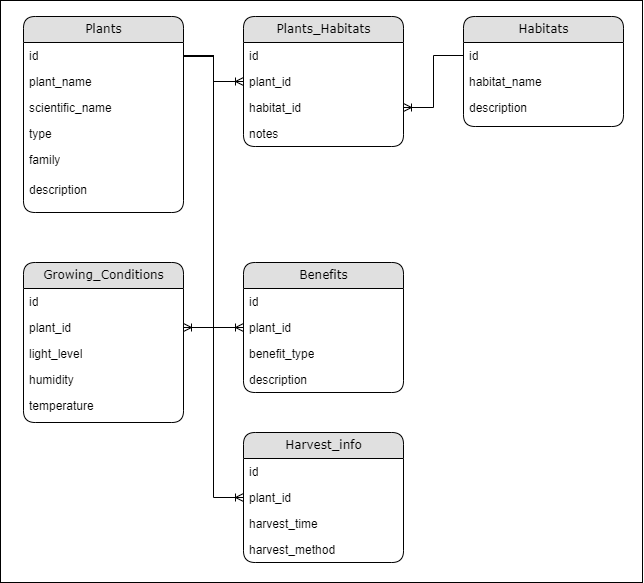 Plants
id
plant_name
scientific_name
type
family
description
Plants_Habitats
id
plant_id
habitat_id
notes
Habitats
id
habitat_name
description
Growing_Conditions
id
plant_id
light_level
humidity
temperature
Benefits
id
plant_id
benefit_type
description
Harvest_info
id
plant_id
harvest_time
harvest_method